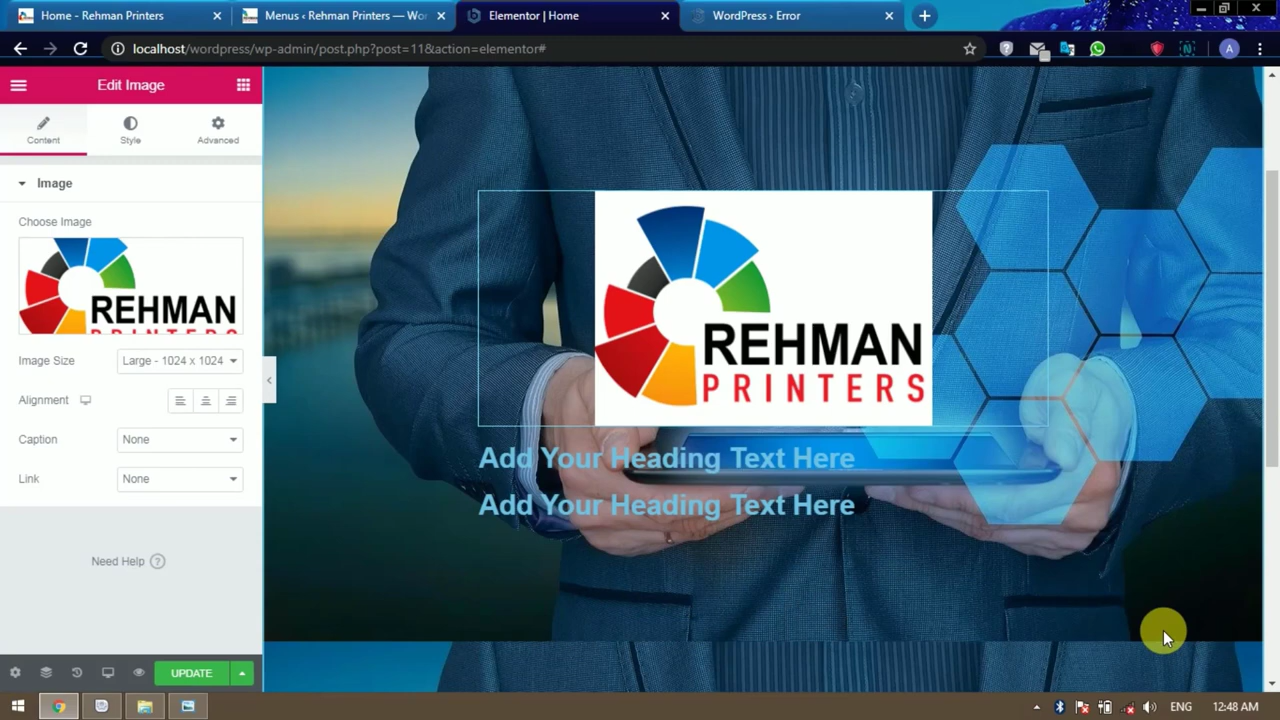 Home - Rehman Printers
Menus ‹ Rehman Printers — Wor
Elementor | Home
WordPress › Error
localhost/wordpress/wp-admin/post.php?post=11&action=elementor#
A
Edit Image
Content
Style
Advanced
Image
Choose Image
REHMAN
PRINTERS
Image Size
Large - 1024 x 1024
Alignment
Caption
None
Link
None
Need Help
?
UPDATE
REHMAN
PRINTERS
Add Your Heading Text Here
Add Your Heading Text Here
ENG
12:48 AM